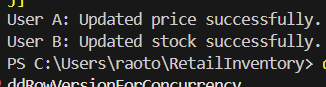 User A: Updated price successfully.
User B: Updated stock successfully.
PS C:\Users\raoto\RetailInventory>
ddRowVersionForConcurrency